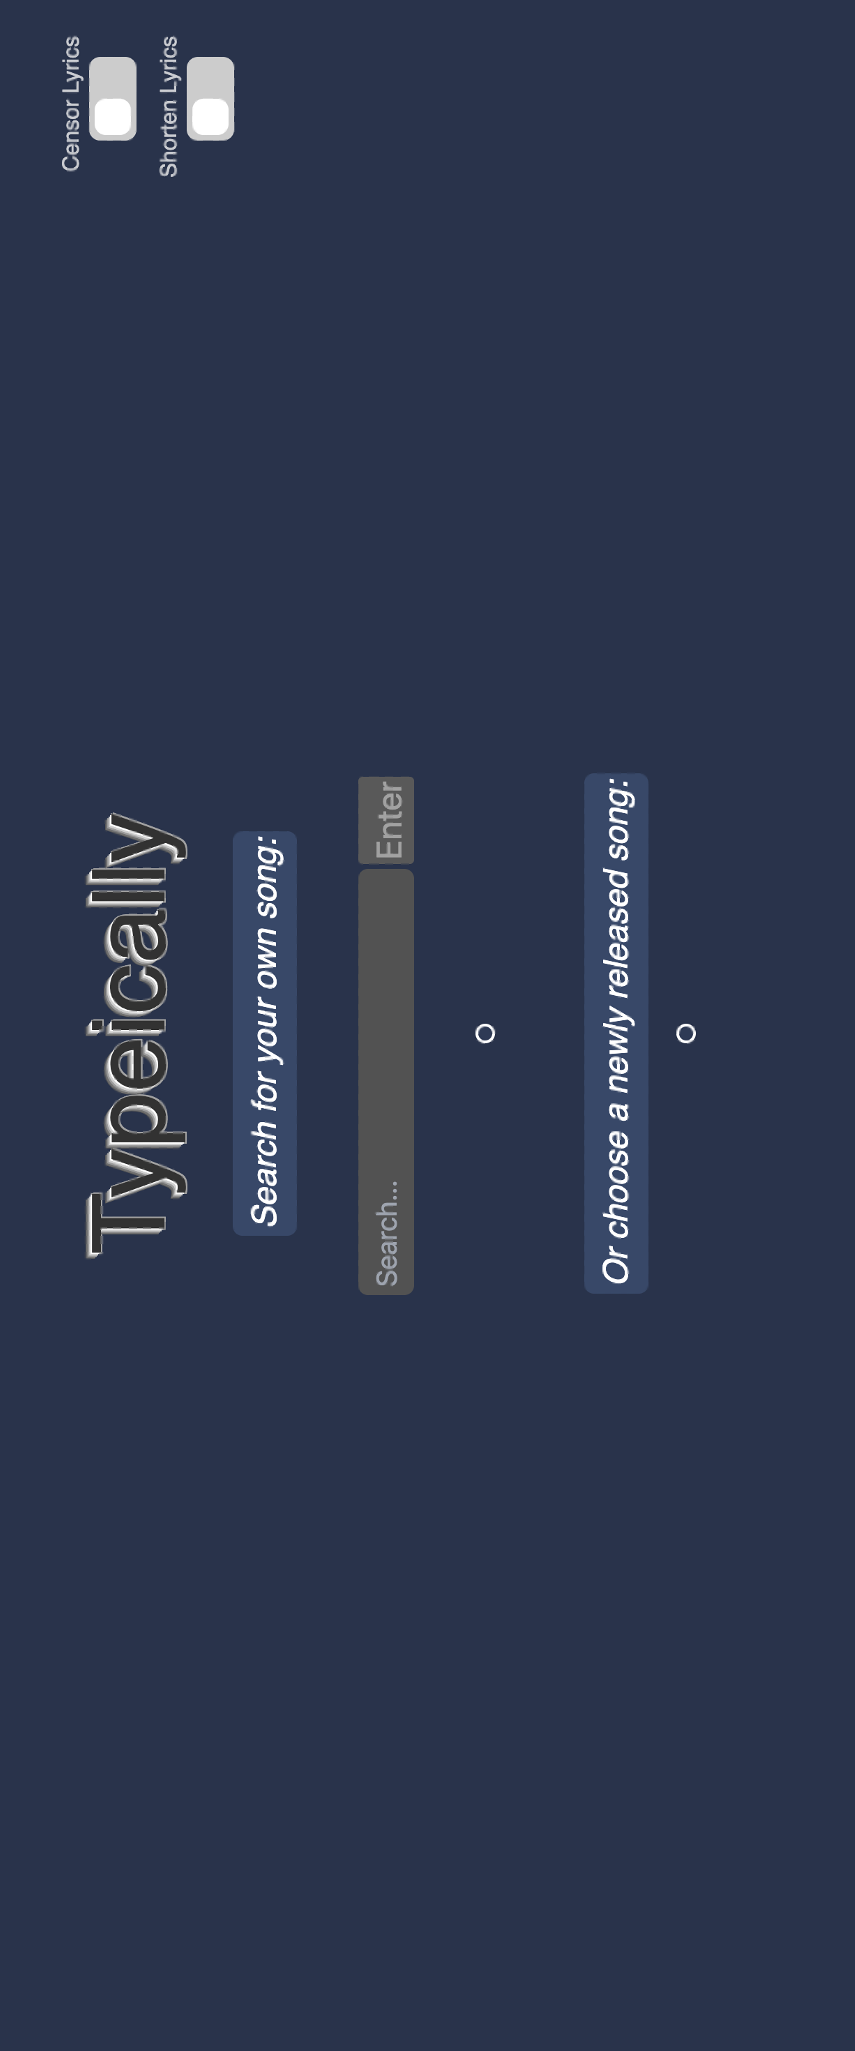 Censor Lyrics
Shorten Lyrics
Typeically
Search for your own song:
Search...
Enter
Or choose a newly released song: